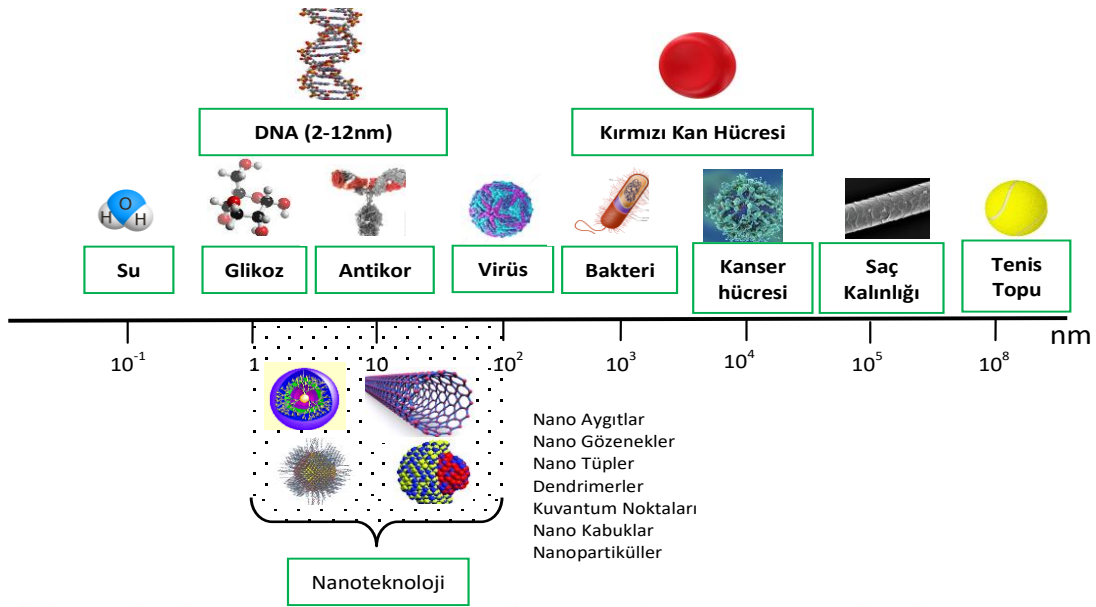 DNA (2-12nm)
Kırmızı Kan Hücresi
O
H H
Su
Glikoz
Antikor
Virüs
Bakteri
Kanser
hücresi
Saç
Kalınlığı
Tenis
Topu
10⁻¹ 1 10 10² 10³ 10⁴ 10⁵ 10⁸ nm
Nano Aygıtlar
Nano Gözenekler
Nano Tüpler
Dendrimerler
Kuvantum Noktaları
Nano Kabuklar
Nanopartiküller
Nanoteknoloji